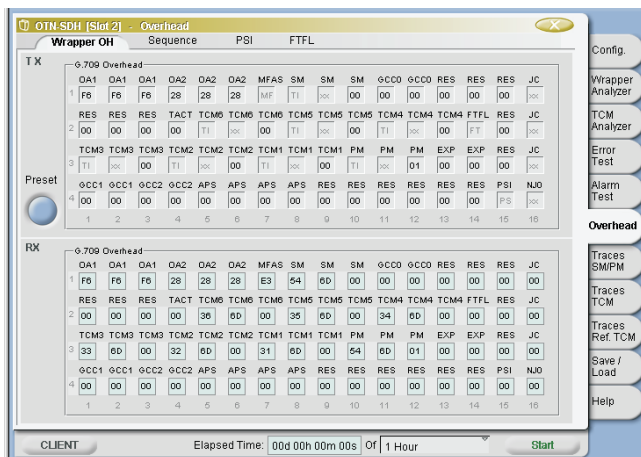 OTN-SDH [Slot 2] - Overhead
Wrapper OH Sequence PSI FTFL
TX
G.709 Overhead
OA1 OA1 OA1 OA2 OA2 OA2 MFAS SM SM SM GCC0 GCC0 RES RES RES JC
1 F6 F6 F6 28 28 28 MF TI xx 00 00 00 00 00 00 xx
RES RES RES TACT TCM6 TCM6 TCM6 TCM5 TCM5 TCM5 TCM4 TCM4 TCM4 FTFL RES JC
2 00 00 00 00 TI xx 00 TI xx 00 TI xx 00 FT 00 xx
TCM3 TCM3 TCM3 TCM2 TCM2 TCM2 TCM1 TCM1 TCM1 PM PM PM EXP EXP RES JC
3 TI xx 00 TI xx 00 TI xx 00 TI xx 01 00 00 00 xx
Preset
GCC1 GCC1 GCC2 GCC2 APS APS APS APS RES RES RES RES RES RES PSI NJO
4 00 00 00 00 00 00 00 00 00 00 00 00 00 00 PS xx
1 2 3 4 5 6 7 8 9 10 11 12 13 14 15 16
RX
G.709 Overhead
OA1 OA1 OA1 OA2 OA2 OA2 MFAS SM SM SM GCC0 GCC0 RES RES RES JC
1 F6 F6 F6 28 28 28 E3 54 6D 00 00 00 00 00 00 00
RES RES RES TACT TCM6 TCM6 TCM6 TCM5 TCM5 TCM5 TCM4 TCM4 TCM4 FTFL RES JC
2 00 00 00 00 36 6D 00 35 6D 00 34 6D 00 00 00 00
TCM3 TCM3 TCM3 TCM2 TCM2 TCM2 TCM1 TCM1 TCM1 PM PM PM EXP EXP RES JC
3 33 6D 00 32 6D 00 31 6D 00 54 6D 01 00 00 00 00
GCC1 GCC1 GCC2 GCC2 APS APS APS APS RES RES RES RES RES RES PSI NJO
4 00 00 00 00 00 00 00 00 00 00 00 00 00 00 00 00
1 2 3 4 5 6 7 8 9 10 11 12 13 14 15 16
CLIENT Elapsed Time: 00d 00h 00m 00s Of 1 Hour Start
Config.
Wrapper
Analyzer
TCM
Analyzer
Error
Test
Alarm
Test
Overhead
Traces
SM/PM
Traces
TCM
Traces
Ref. TCM
Save /
Load
Help